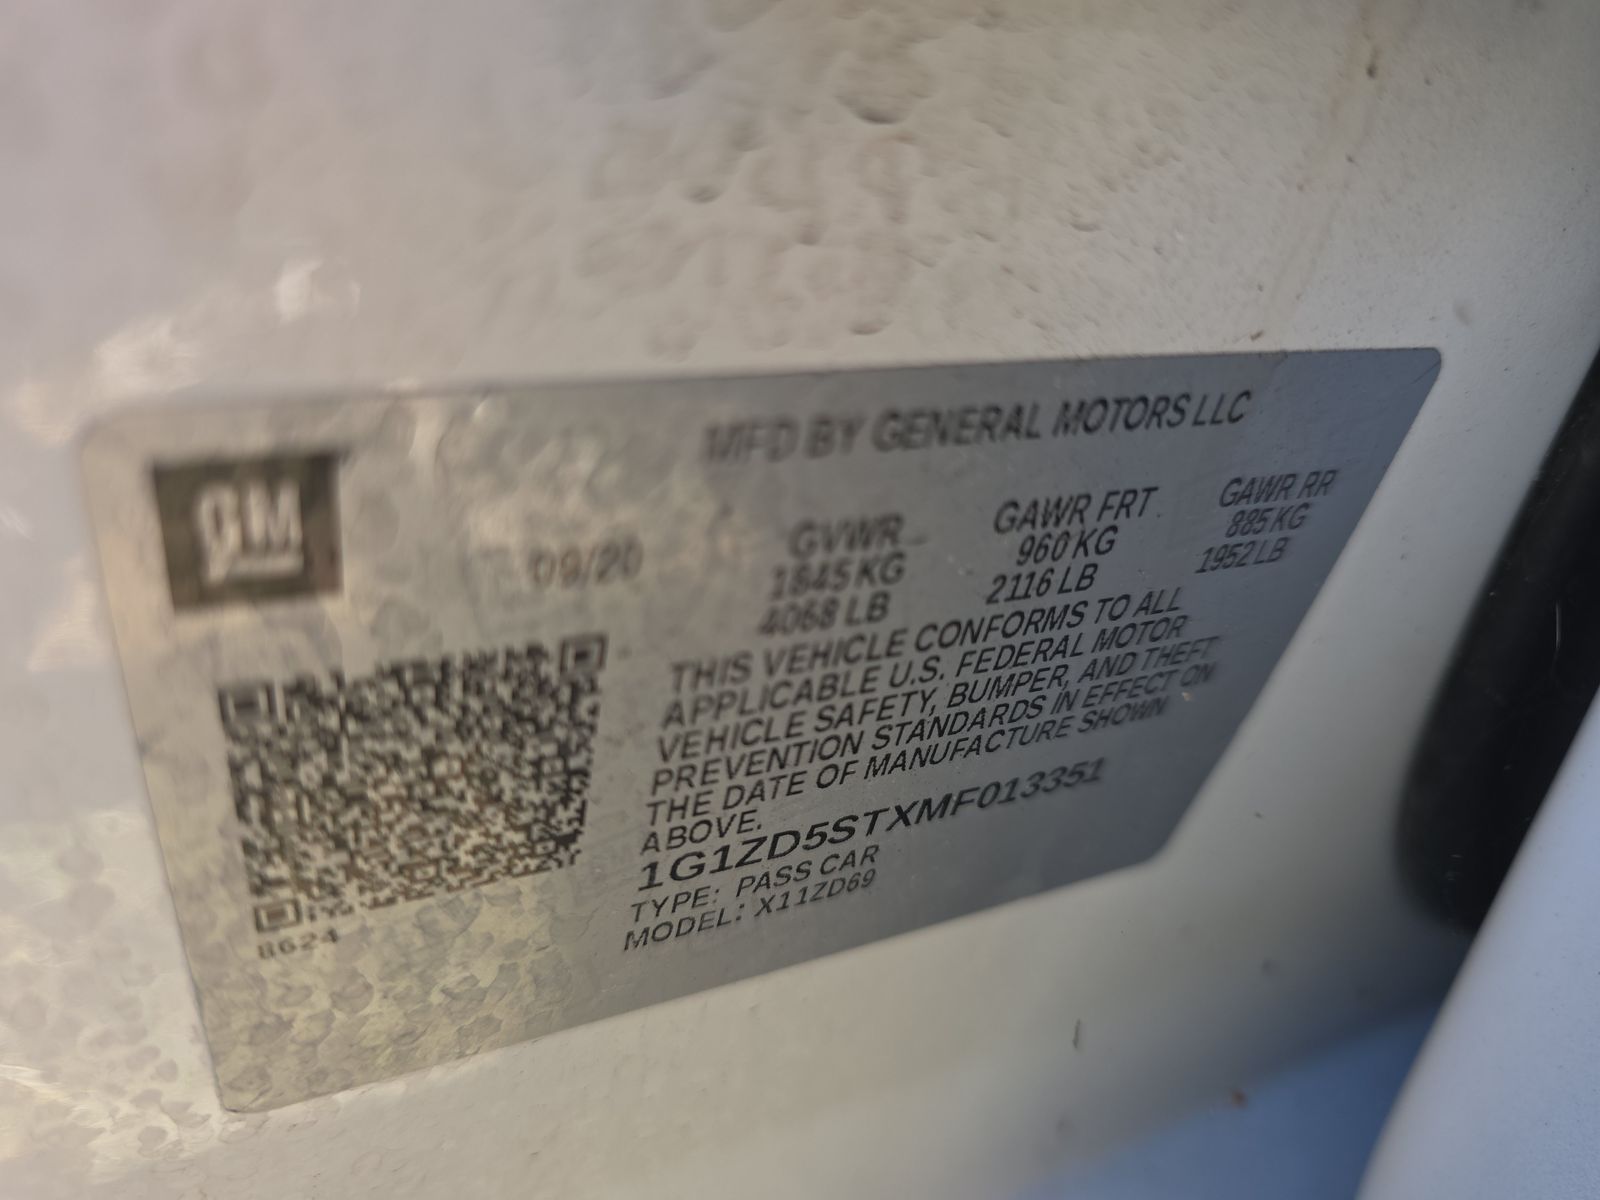 MFD BY GENERAL MOTORS LLC
GM
09/20
GVWR GAWR FRT GAWR RR
1845 KG 960 KG 885 KG
4068 LB 2116 LB 1952 LB
THIS VEHICLE CONFORMS TO ALL
APPLICABLE U.S. FEDERAL MOTOR
VEHICLE SAFETY, BUMPER, AND THEFT
PREVENTION STANDARDS IN EFFECT ON
THE DATE OF MANUFACTURE SHOWN
ABOVE.
1G1ZD5STXMF013351
TYPE: PASS CAR
MODEL: X11ZD69
8624